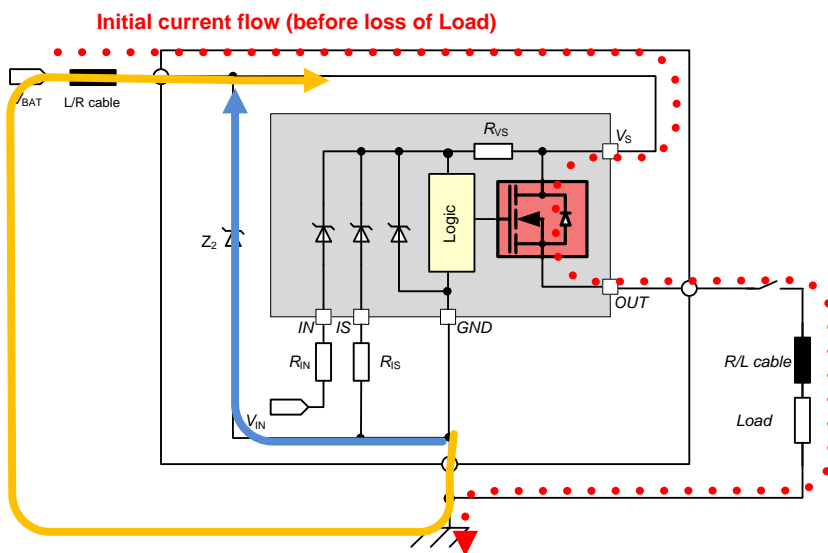 Initial current flow (before loss of Load)
VBAT
L/R cable
RVS
VS
Logic
Z2
OUT
IN
IS
GND
RIN
RIS
R/L cable
VIN
Load